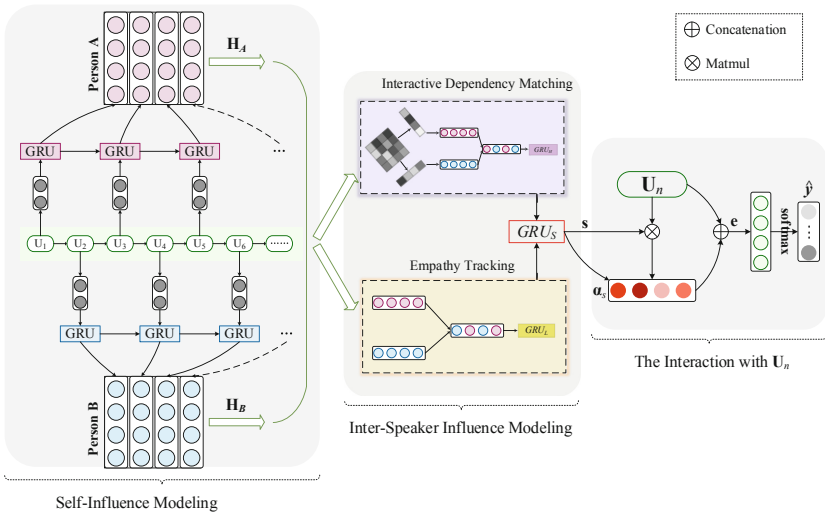 Person A
H_A
GRU
GRU
GRU
...
U_1
U_2
U_3
U_4
U_5
U_6
......
GRU
GRU
GRU
...
Person B
H_B
Self-Influence Modeling
Interactive Dependency Matching
GRU_D
GRU_S
s
Empathy Tracking
GRU_L
Inter-Speaker Influence Modeling
⊕ Concatenation
⊗ Matmul
U_n
e
softmax
ŷ
α_s
The Interaction with U_n